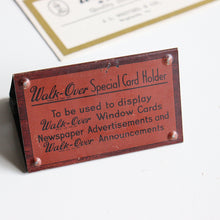 Walk-Over Special Card Holder
To be used to display
Walk-Over Window Cards
Newspaper Advertisements and
Walk-Over Announcements